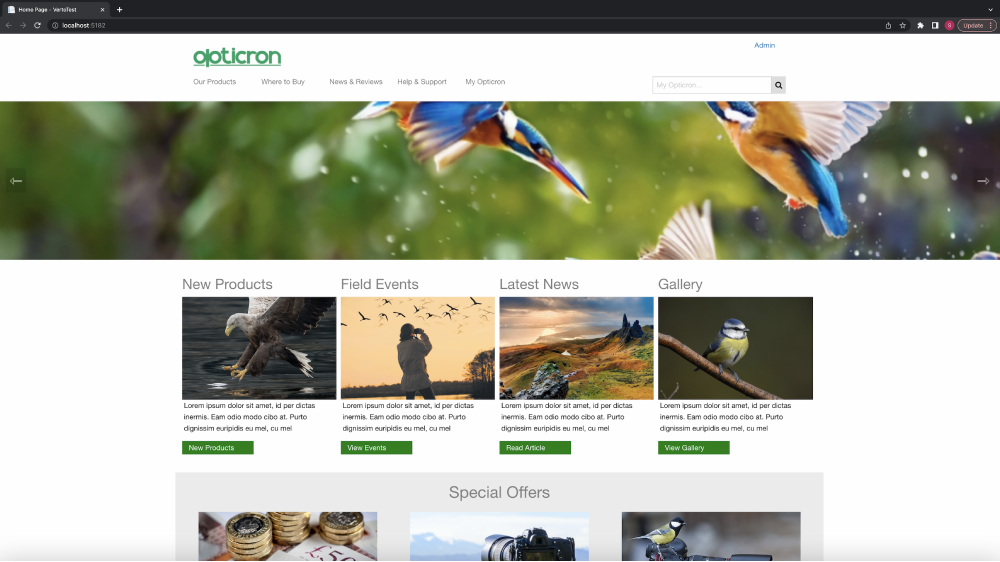 Home Page - VertoTest
localhost:5182
Update
Admin
opticron
Our Products
Where to Buy
News & Reviews
Help & Support
My Opticron
My Opticron...
New Products
Field Events
Latest News
Gallery
Lorem ipsum dolor sit amet, id per dictas
inermis. Eam odio modo cibo at. Purto
dignissim euripidis eu mel, cu mel
Lorem ipsum dolor sit amet, id per dictas
inermis. Eam odio modo cibo at. Purto
dignissim euripidis eu mel, cu mel
Lorem ipsum dolor sit amet, id per dictas
inermis. Eam odio modo cibo at. Purto
dignissim euripidis eu mel, cu mel
Lorem ipsum dolor sit amet, id per dictas
inermis. Eam odio modo cibo at. Purto
dignissim euripidis eu mel, cu mel
New Products
View Events
Read Article
View Gallery
Special Offers
£50